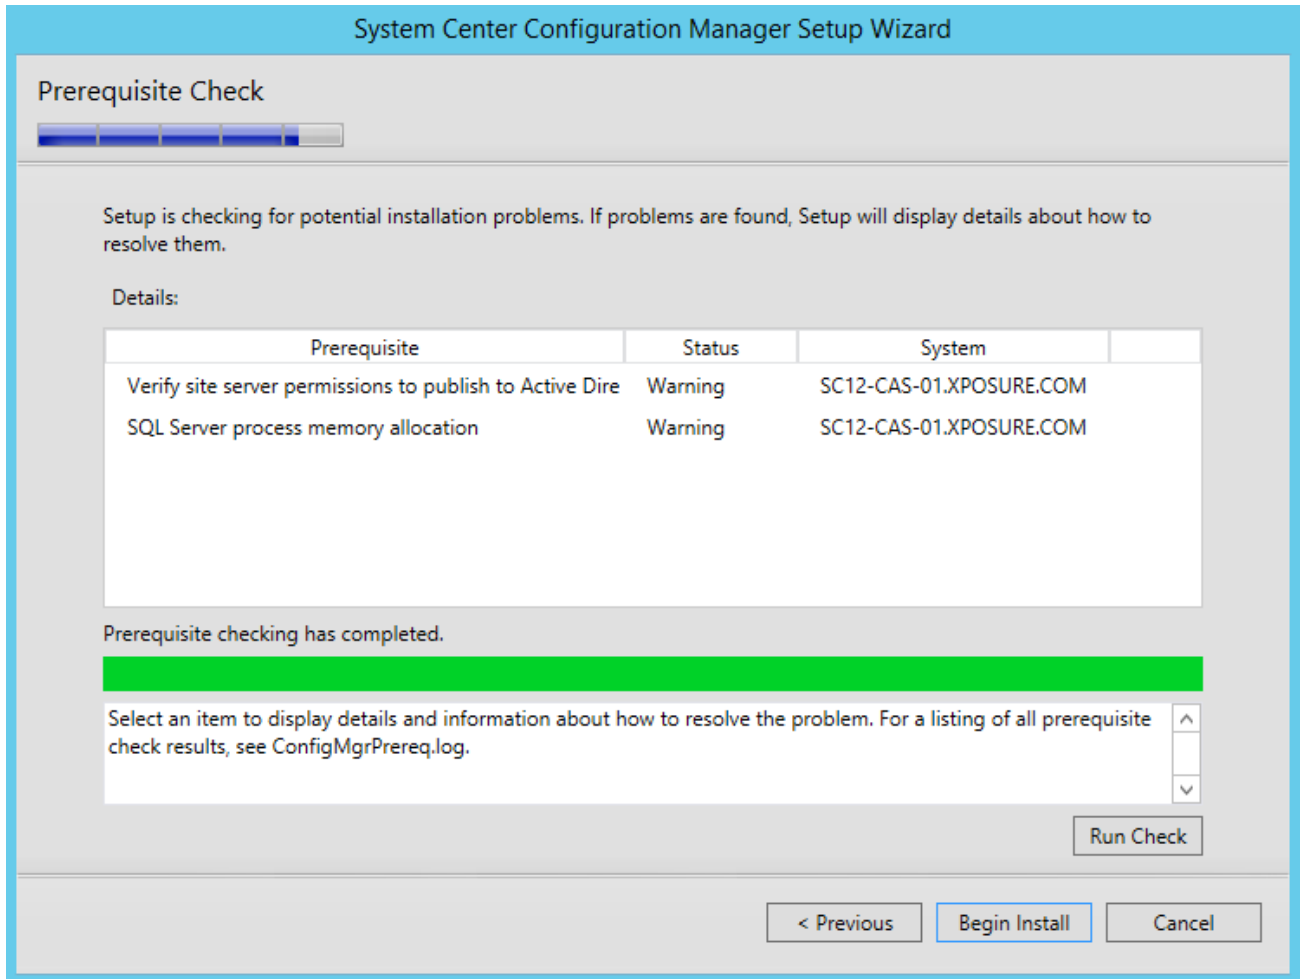 System Center Configuration Manager Setup Wizard
Prerequisite Check
Setup is checking for potential installation problems. If problems are found, Setup will display details about how to
resolve them.
Details:
Prerequisite Status System
Verify site server permissions to publish to Active Dire Warning SC12-CAS-01.XPOSURE.COM
SQL Server process memory allocation Warning SC12-CAS-01.XPOSURE.COM
Prerequisite checking has completed.
Select an item to display details and information about how to resolve the problem. For a listing of all prerequisite
check results, see ConfigMgrPrereq.log.
Run Check
< Previous Begin Install Cancel